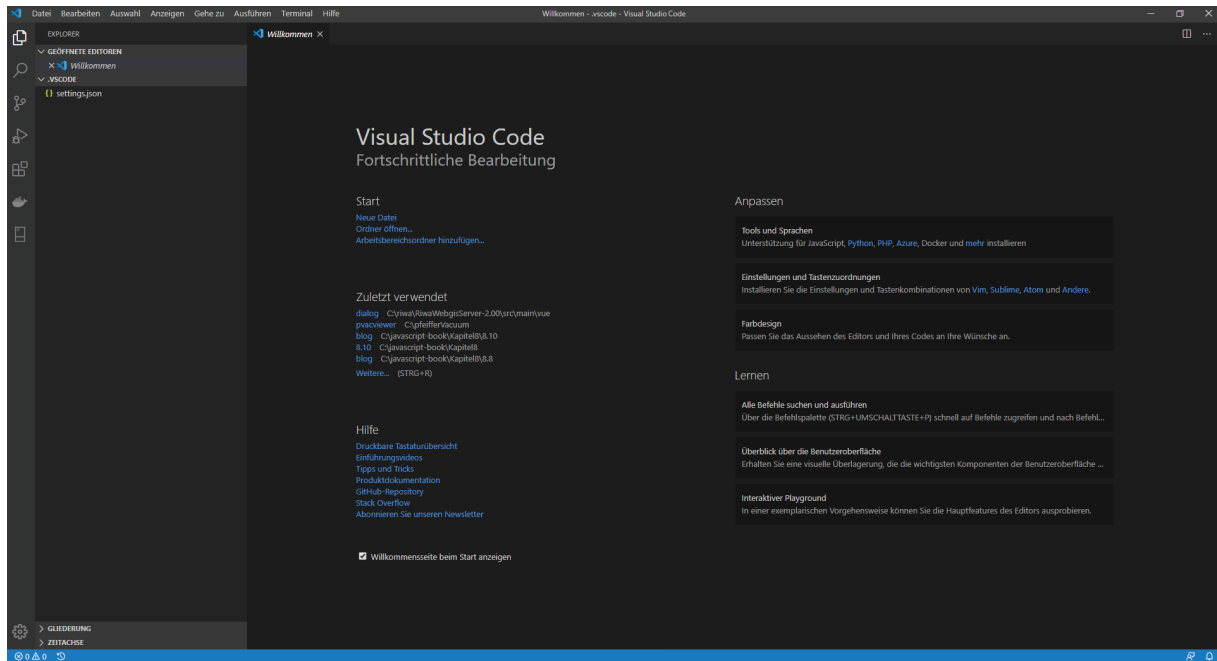 Datei Bearbeiten Auswahl Anzeigen Gehe zu Ausführen Terminal Hilfe
Willkommen - .vscode - Visual Studio Code
EXPLORER
GEÖFFNETE EDITOREN
Willkommen
.VSCODE
{} settings.json
GLIEDERUNG
ZEITACHSE
Willkommen
Visual Studio Code
Fortschrittliche Bearbeitung
Start
Neue Datei
Ordner öffnen...
Arbeitsbereichsordner hinzufügen...
Zuletzt verwendet
dialog C:\riwa\RiwaWebgisServer-2.00\src\main\vue
pvacviewer C:\pfeifferVacuum
blog C:\javascript-book\Kapitel8\8.10
8.10 C:\javascript-book\Kapitel8
blog C:\javascript-book\Kapitel8\8.8
Weitere... (STRG+R)
Hilfe
Druckbare Tastaturübersicht
Einführungsvideos
Tipps und Tricks
Produktdokumentation
GitHub-Repository
Stack Overflow
Abonnieren Sie unseren Newsletter
Willkommensseite beim Start anzeigen
Anpassen
Tools und Sprachen
Unterstützung für JavaScript, Python, PHP, Azure, Docker und mehr installieren
Einstellungen und Tastenzuordnungen
Installieren Sie die Einstellungen und Tastenkombinationen von Vim, Sublime, Atom und Andere.
Farbdesign
Passen Sie das Aussehen des Editors und Ihres Codes an Ihre Wünsche an.
Lernen
Alle Befehle suchen und ausführen
Über die Befehlspalette (STRG+UMSCHALTTASTE+P) schnell auf Befehle zugreifen und nach Befehl...
Überblick über die Benutzeroberfläche
Erhalten Sie eine visuelle Überlagerung, die die wichtigsten Komponenten der Benutzeroberfläche ...
Interaktiver Playground
In einer exemplarischen Vorgehensweise können Sie die Hauptfeatures des Editors ausprobieren.
0 0